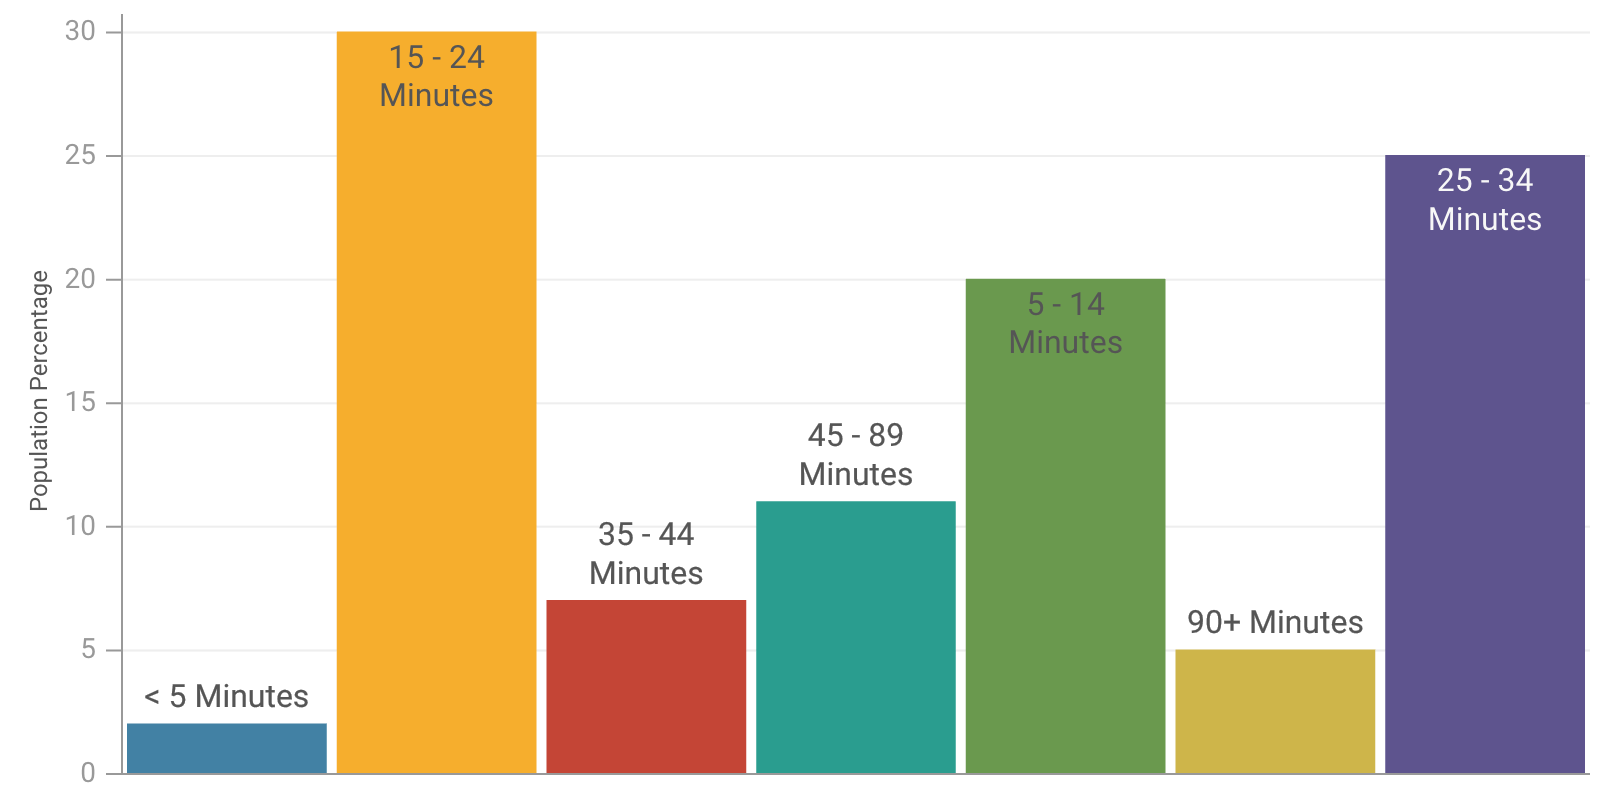 Population Percentage
30
25
20
15
10
5
0
< 5 Minutes
15 - 24
Minutes
35 - 44
Minutes
45 - 89
Minutes
5 - 14
Minutes
90+ Minutes
25 - 34
Minutes